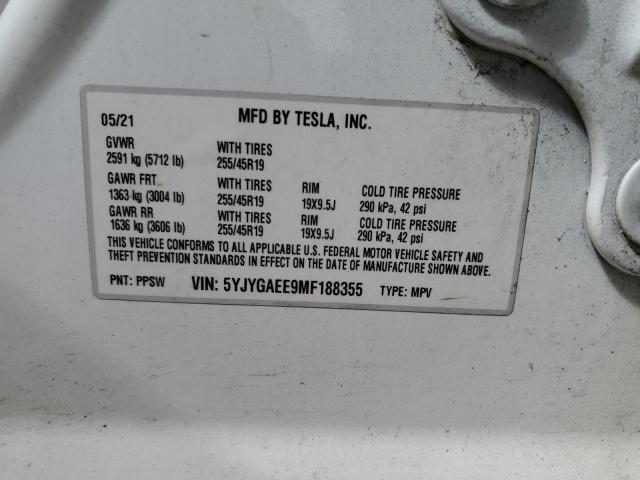 05/21 MFD BY TESLA, INC.
GVWR WITH TIRES
2591 kg (5712 lb) 255/45R19
GAWR FRT WITH TIRES RIM COLD TIRE PRESSURE
1363 kg (3004 lb) 255/45R19 19X9.5J 290 kPa, 42 psi
GAWR RR WITH TIRES RIM COLD TIRE PRESSURE
1636 kg (3606 lb) 255/45R19 19X9.5J 290 kPa, 42 psi
THIS VEHICLE CONFORMS TO ALL APPLICABLE U.S. FEDERAL MOTOR VEHICLE SAFETY AND
THEFT PREVENTION STANDARDS IN EFFECT ON THE DATE OF MANUFACTURE SHOWN ABOVE.
PNT: PPSW VIN: 5YJYGAEE9MF188355 TYPE: MPV